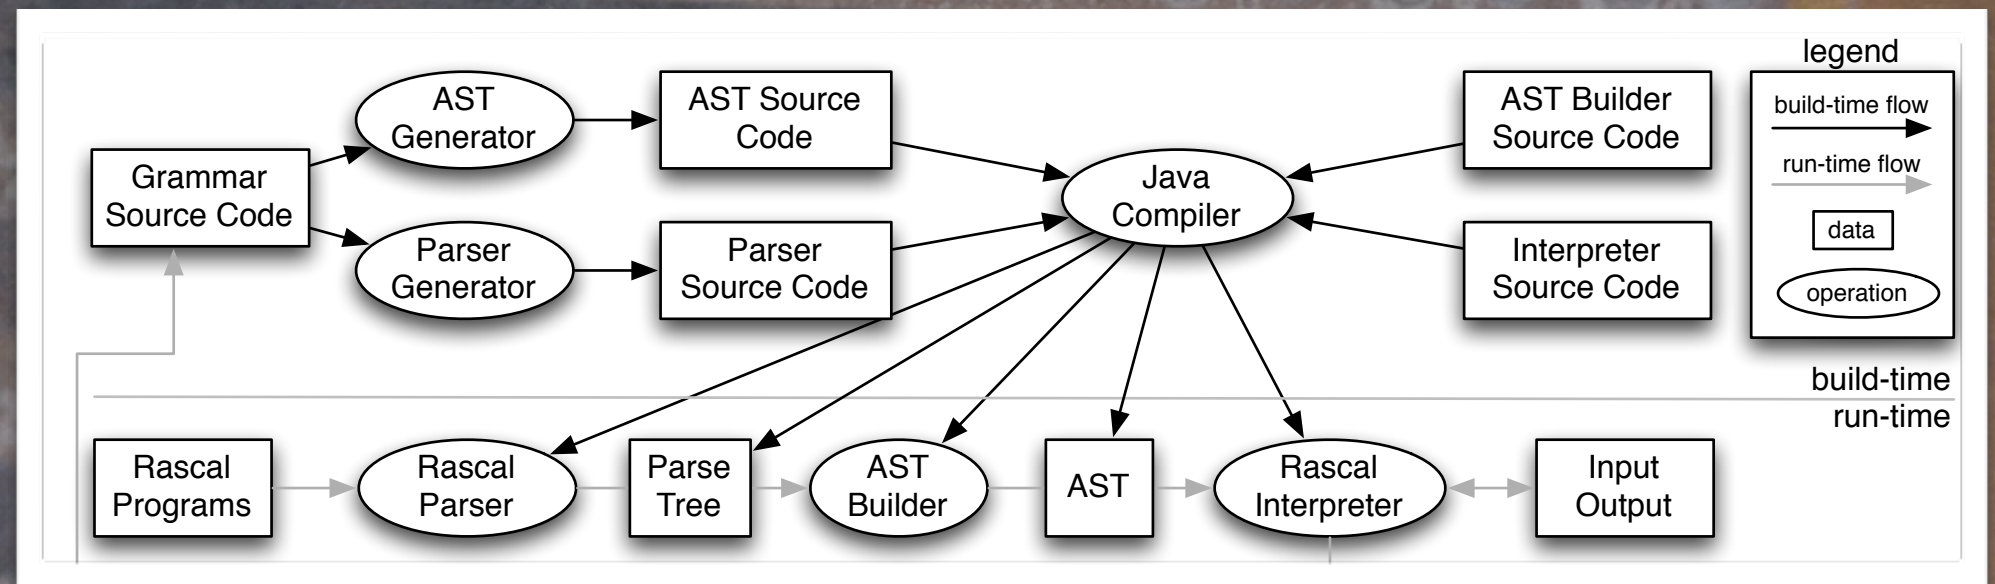 legend
AST
Generator
AST Source
Code
AST Builder
Source Code
build-time flow
run-time flow
data
operation
Grammar
Source Code
Java
Compiler
Parser
Generator
Parser
Source Code
Interpreter
Source Code
build-time
run-time
Rascal
Programs
Rascal
Parser
Parse
Tree
AST
Builder
AST
Rascal
Interpreter
Input
Output